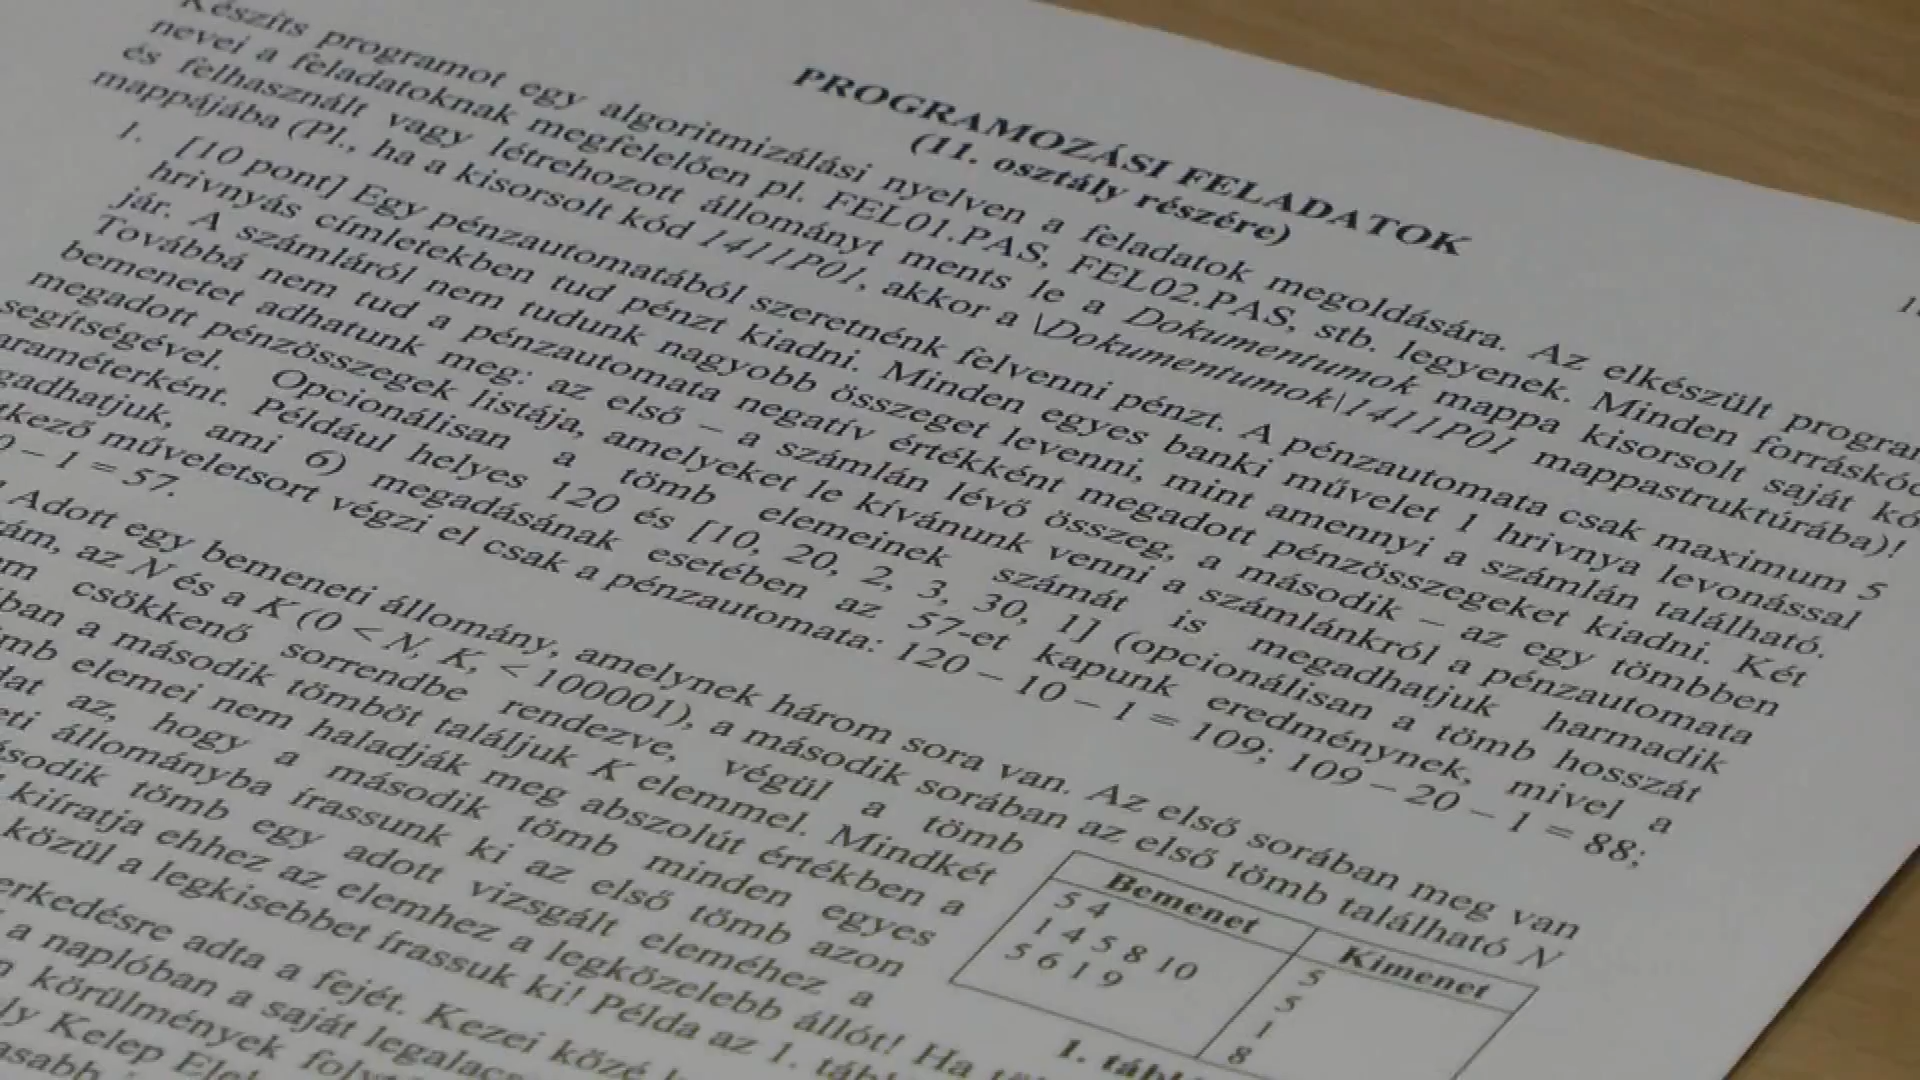 PROGRAMOZÁSI FELADATOK
(11. osztály részére)
Készíts programot egy algoritmizálási nyelven a feladatok megoldására. Az elkészült
nevei a feladatoknak megfelelően pl. FEL01.PAS, FEL02.PAS, stb. legyenek. Minden
és felhasznált vagy létrehozott állományt ments le a Dokumentumok mappa kisorsolt saját
mappájába (Pl., ha a kisorsolt kód 1411P01, akkor a \Dokumentumok\1411P01 mappastruktúrába)!
1. [10 pont] Egy pénzautomatából szeretnénk felvenni pénzt. A pénzautomata csak maximum 5
hrivnyás címletekben tud pénzt kiadni. Minden egyes banki művelet 1 hrivnya levonással
jár. A számláról nem tudunk nagyobb összeget levenni, mint amennyi a számlán található.
Továbbá nem tud a pénzautomata negatív értékként megadott pénzösszegeket kiadni. Két
bemenetet adhatunk meg: az első – a számlán lévő összeg, a második – az egy tömbben
megadott pénzösszegek listája, amelyeket le kívánunk venni a számlánkról a pénzautomata
segítségével. Opcionálisan a tömb elemeinek számát is megadhatjuk harmadik
paraméterként. Például helyes 120 és [10, 20, 2, 3, 30, 1] (opcionálisan a tömb hosszát
ami 6) megadásának esetében az 57-et kapunk eredménynek, mivel a
műveletsort végzi el csak a pénzautomata: 120 – 10 – 1 = 109; 109 – 20 – 1 = 88;
– 1 = 57.
Adott egy bemeneti állomány, amelynek három sora van. Az első sorában meg van
az N és a K (0 < N, K, < 100001), a második sorában az első tömb található N
csökkenő sorrendbe rendezve, végül a tömb
a második tömböt találjuk K elemmel. Mindkét
elemei nem haladják meg abszolút értékben a
az, hogy a második tömb minden egyes
állományba írassunk ki az első tömb azon
tömb egy adott vizsgált eleméhez a
kiíratja ehhez az elemhez a legközelebb állót! Ha
közül a legkisebbet írassuk ki! Példa az 1.
Bemenet Kimenet
5 4
1 4 5 8 10
5 6 1 9
5
5
1
8
1.
adta a fejét. Kezei közé
a naplóban a saját
körülmények
Kelep